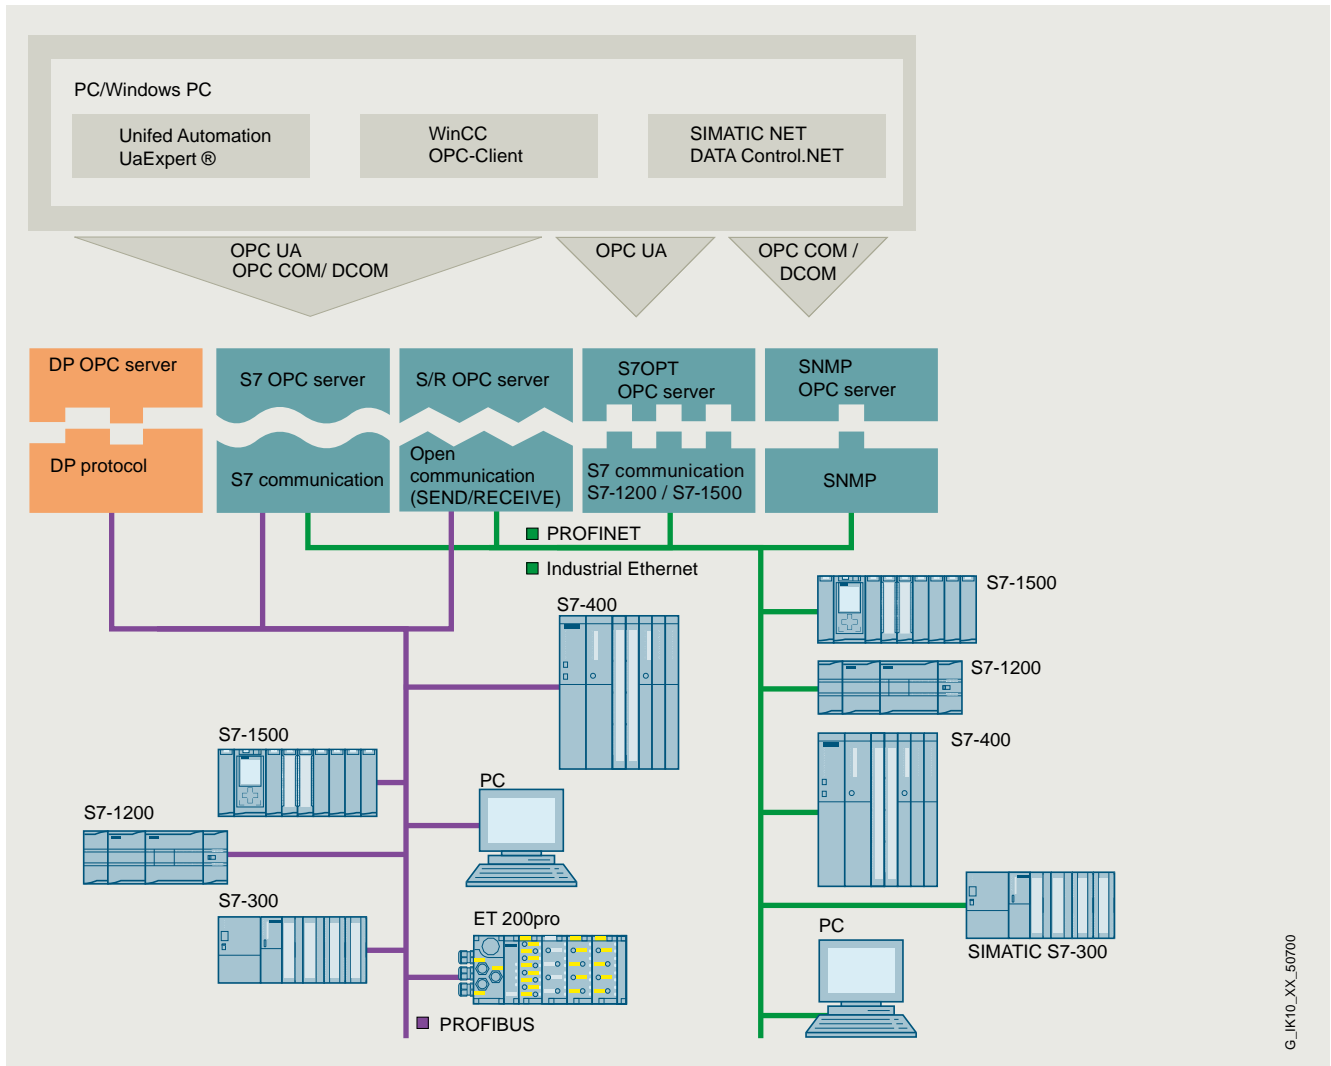 PC/Windows PC
Unifed Automation
UaExpert ®
WinCC
OPC-Client
SIMATIC NET
DATA Control.NET
OPC UA
OPC COM/ DCOM
OPC UA
OPC COM /
DCOM
DP OPC server
S7 OPC server
S/R OPC server
S7OPT
OPC server
SNMP
OPC server
DP protocol
S7 communication
Open
communication
(SEND/RECEIVE)
S7 communication
S7-1200 / S7-1500
SNMP
PROFINET
Industrial Ethernet
S7-400
S7-1500
S7-1200
S7-400
S7-1500
PC
S7-1200
S7-300
ET 200pro
PC
SIMATIC S7-300
PROFIBUS
G_IK10_XX_50700